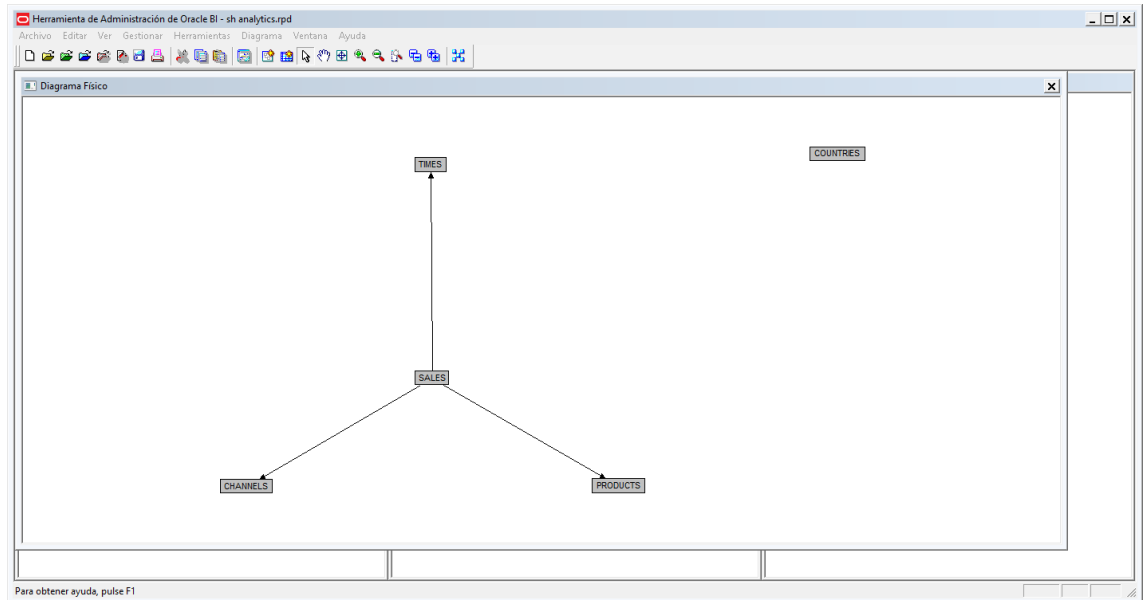 Herramienta de Administración de Oracle BI - sh analytics.rpd
Archivo Editar Ver Gestionar Herramientas Diagrama Ventana Ayuda
Diagrama Físico
TIMES
COUNTRIES
SALES
CHANNELS
PRODUCTS
Para obtener ayuda, pulse F1